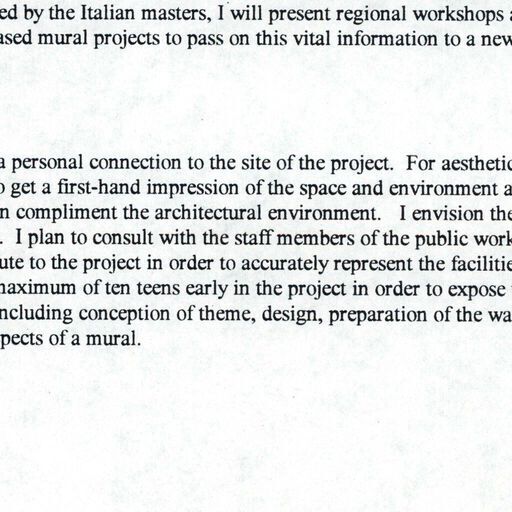 ed by the Italian masters, I will present regional workshops a
ased mural projects to pass on this vital information to a new
a personal connection to the site of the project. For aesthetic
o get a first-hand impression of the space and environment a
n compliment the architectural environment. I envision the
. I plan to consult with the staff members of the public work
ute to the project in order to accurately represent the facilitie
naximum of ten teens early in the project in order to expose
ncluding conception of theme, design, preparation of the wa
pects of a mural.